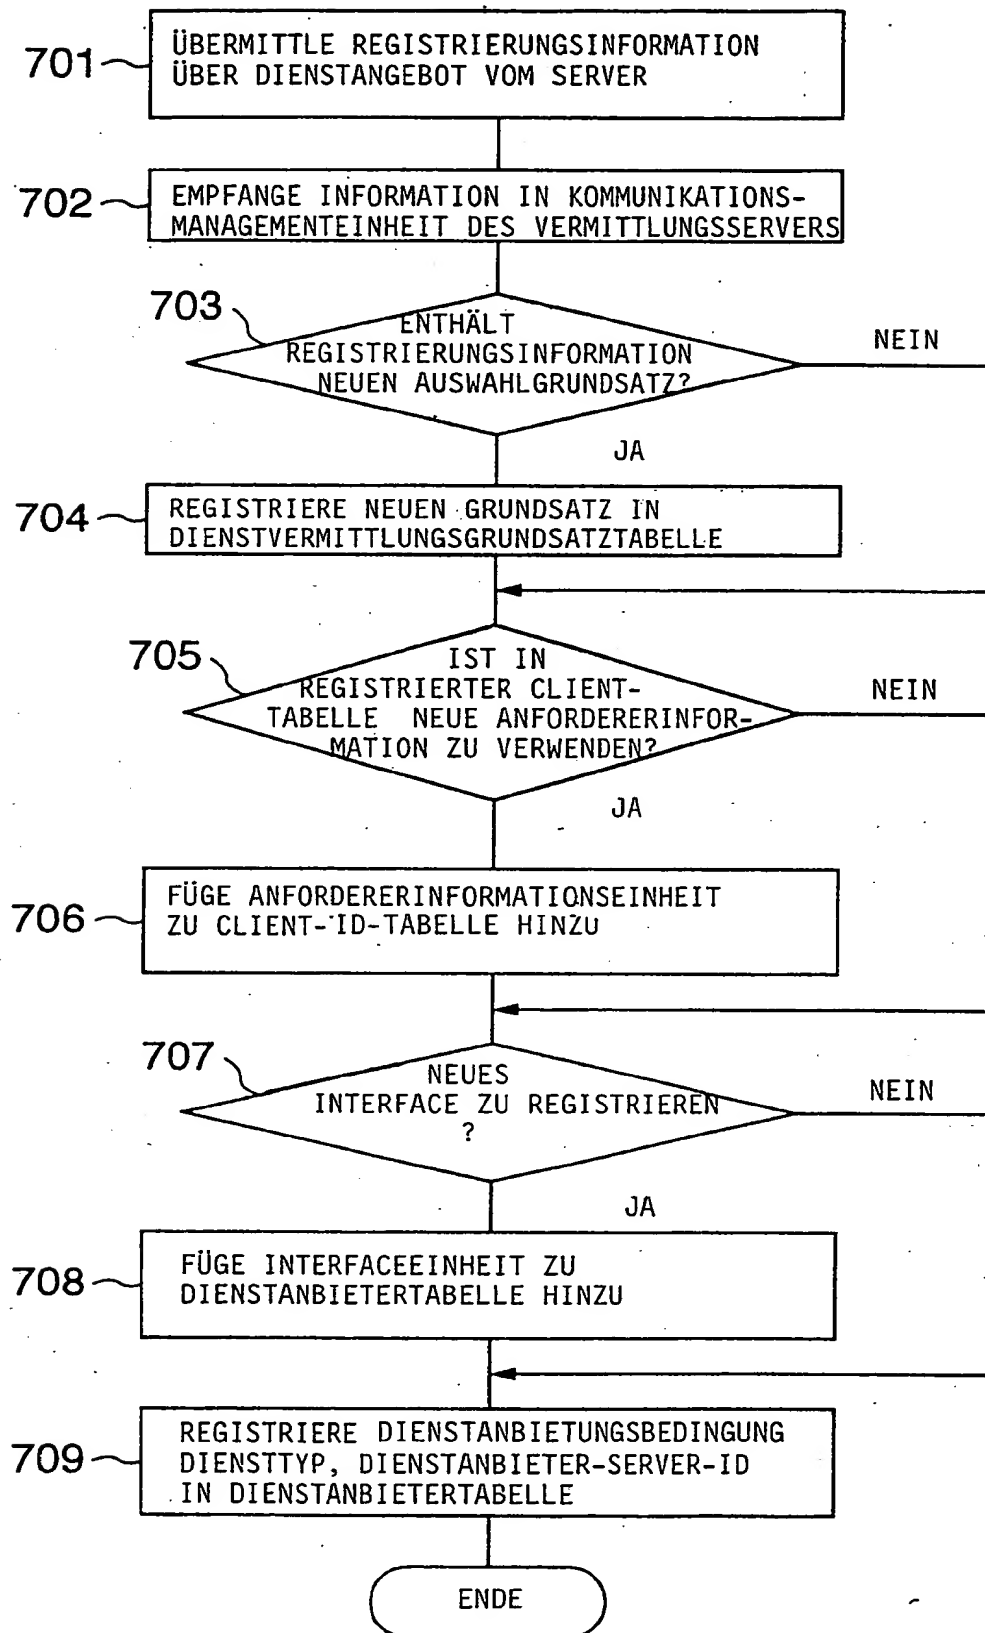 701
ÜBERMITTLE REGISTRIERUNGSINFORMATION
ÜBER DIENSTANGEBOT VOM SERVER
702
EMPFANGE INFORMATION IN KOMMUNIKATIONS-
MANAGEMENTEINHEIT DES VERMITTLUNGSSERVERS
703
ENTHÄLT
REGISTRIERUNGSINFORMATION
NEUEN AUSWAHLGRUNDSATZ?
NEIN
JA
704
REGISTRIERE NEUEN GRUNDSATZ IN
DIENSTVERMITTLUNGSGRUNDSATZTABELLE
705
IST IN
REGISTRIERTER CLIENT-
TABELLE NEUE ANFORDERERINFOR-
MATION ZU VERWENDEN?
NEIN
JA
706
FÜGE ANFORDERERINFORMATIONSEINHEIT
ZU CLIENT-ID-TABELLE HINZU
707
NEUES
INTERFACE ZU REGISTRIEREN
?
NEIN
JA
708
FÜGE INTERFACEEINHEIT ZU
DIENSTANBIETERTABELLE HINZU
709
REGISTRIERE DIENSTANBIETUNGSBEDINGUNG
DIENSTTYP, DIENSTANBIETER-SERVER-ID
IN DIENSTANBIETERTABELLE
ENDE